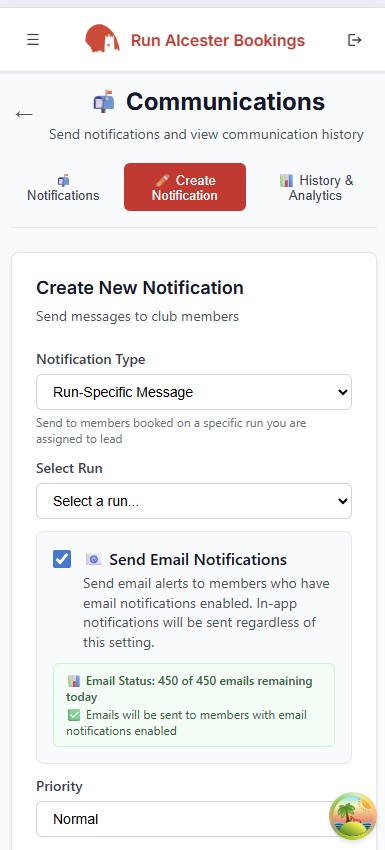 Run Alcester Bookings
Communications
Send notifications and view communication history
Notifications
Create
Notification
History &
Analytics
Create New Notification
Send messages to club members
Notification Type
Run-Specific Message
Send to members booked on a specific run you are
assigned to lead
Select Run
Select a run...
Send Email Notifications
Send email alerts to members who have
email notifications enabled. In-app
notifications will be sent regardless of
this setting.
Email Status: 450 of 450 emails remaining
today
Emails will be sent to members with email
notifications enabled
Priority
Normal